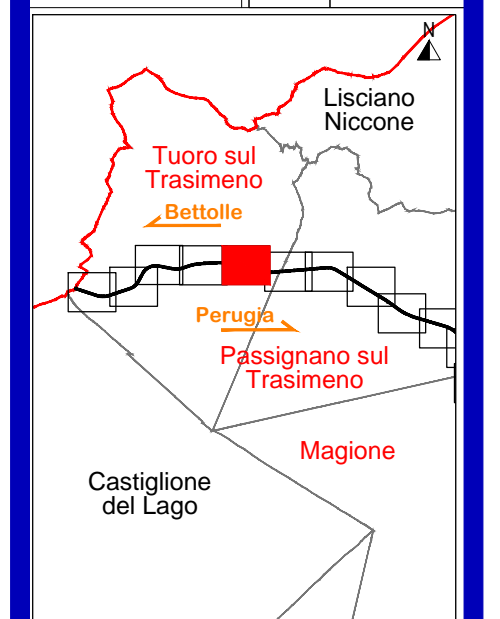 N
Lisciano
Niccone
Tuoro sul
Trasimeno
Bettolle
Perugia
Passignano sul
Trasimeno
Magione
Castiglione
del Lago